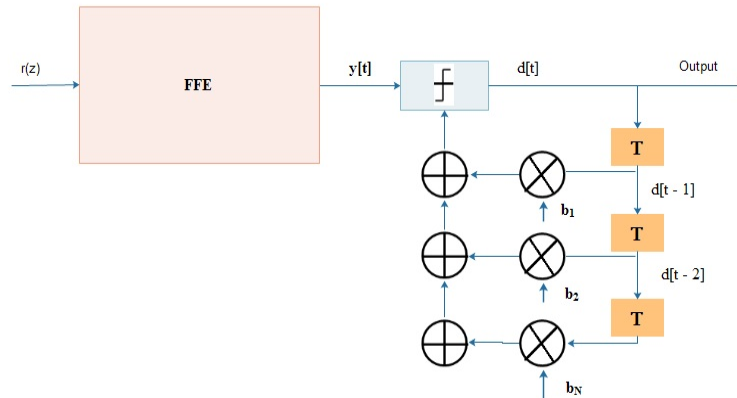 r(z)
FFE
y[t]
d[t]
Output
T
d[t - 1]
b1
T
d[t - 2]
b2
T
bN